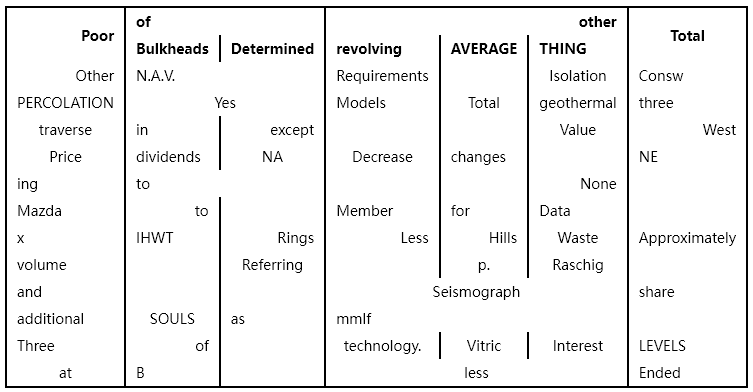 of other
Poor Total
Bulkheads Determined revolving AVERAGE THING
Other N.A.V. Requirements Isolation Consw
PERCOLATION Yes Models Total geothermal three
traverse in except Value West
Price dividends NA Decrease changes NE
ing to None
Mazda to Member for Data
x IHWT Rings Less Hills Waste Approximately
volume Referring p. Raschig
and Seismograph share
additional SOULS as mmlf
Three of technology. Vitric Interest LEVELS
at B less Ended